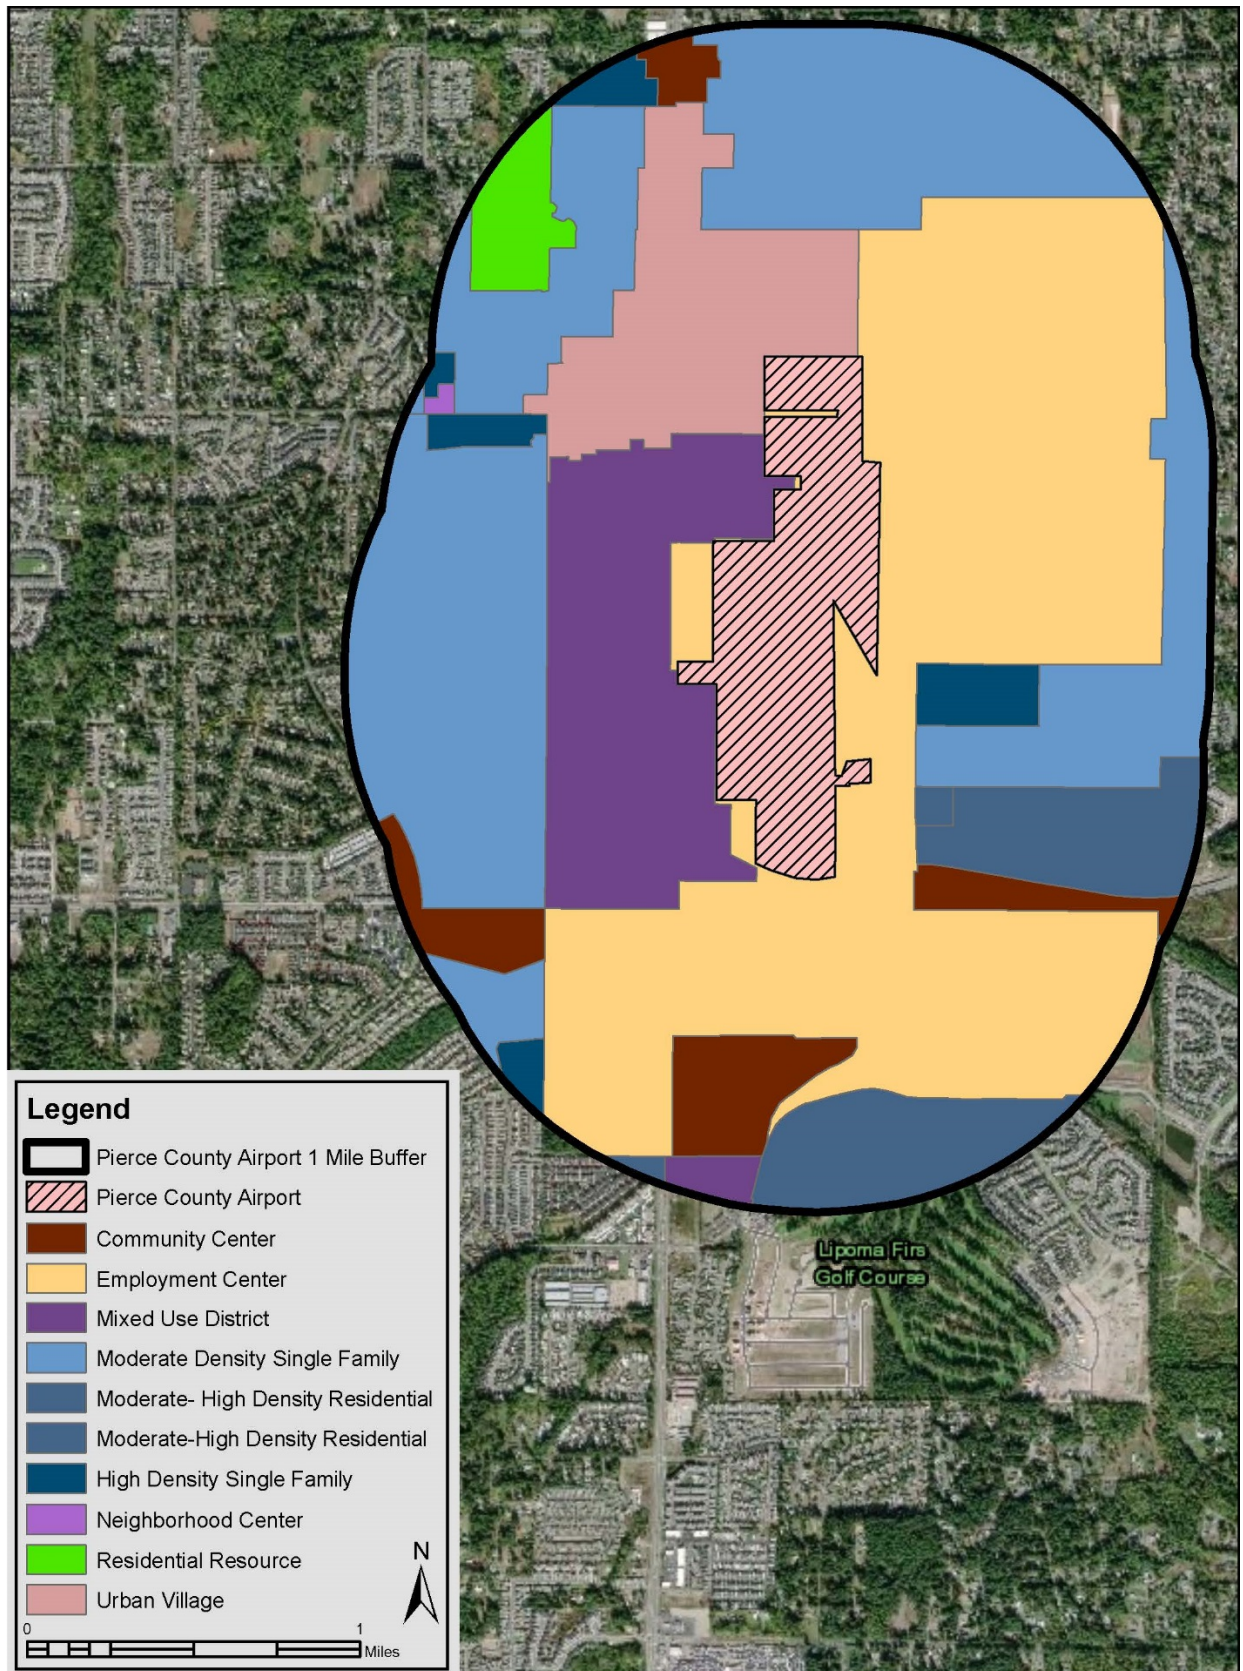 Lipoma Firs
Golf Course
Legend
Pierce County Airport 1 Mile Buffer
Pierce County Airport
Community Center
Employment Center
Mixed Use District
Moderate Density Single Family
Moderate- High Density Residential
Moderate-High Density Residential
High Density Single Family
Neighborhood Center
Residential Resource
Urban Village
N
0 1
Miles